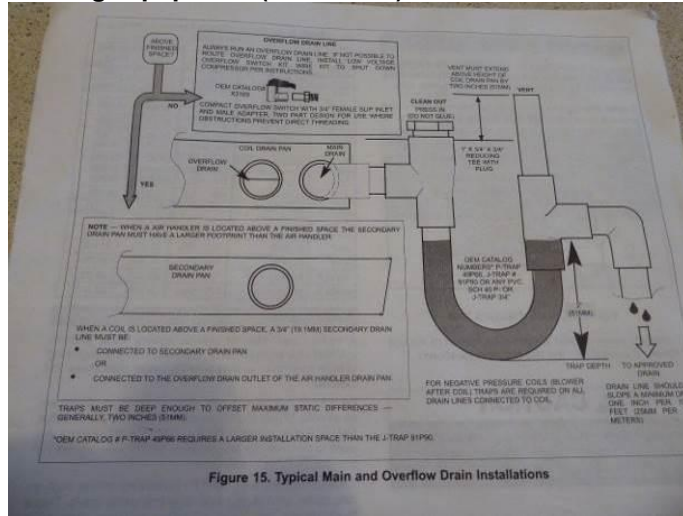 ABOVE
FINISHED
SPACE?
NO
YES
OVERFLOW DRAIN LINE
ALWAYS RUN AN OVERFLOW DRAIN LINE. IF NOT POSSIBLE TO
ROUTE OVERFLOW DRAIN LINE, INSTALL LOW VOLTAGE
OVERFLOW SWITCH KIT. WIRE KIT TO SHUT DOWN
COMPRESSOR PER INSTRUCTIONS.
OEM CATALOG#
COMPACT OVERFLOW SWITCH WITH 3/4" FEMALE SLIP INLET
AND MALE ADAPTER, TWO PART DESIGN FOR USE WHERE
OBSTRUCTIONS PREVENT DIRECT THREADING.
COIL DRAIN PAN
OVERFLOW
DRAIN
MAIN
DRAIN
CLEAN OUT
PRESS IN
(DO NOT GLUE)
VENT MUST EXTEND
ABOVE HEIGHT OF
COIL DRAIN PAN BY
TWO INCHES (51MM)
VENT
1" X 3/4" X 3/4"
REDUCING
TEE WITH
PLUG
NOTE — WHEN A AIR HANDLER IS LOCATED ABOVE A FINISHED SPACE THE SECONDARY
DRAIN PAN MUST HAVE A LARGER FOOTPRINT THAN THE AIR HANDLER.
SECONDARY
DRAIN PAN
WHEN A COIL IS LOCATED ABOVE A FINISHED SPACE, A 3/4" (19.1MM) SECONDARY DRAIN
LINE MUST BE:
• CONNECTED TO SECONDARY DRAIN PAN
OR
• CONNECTED TO THE OVERFLOW DRAIN OUTLET OF THE AIR HANDLER DRAIN PAN
TRAPS MUST BE DEEP ENOUGH TO OFFSET MAXIMUM STATIC DIFFERENCES —
GENERALLY, TWO INCHES (51MM).
OEM CATALOG
NUMBERS* P-TRAP
49P66, J-TRAP #
91P90 OR ANY PVC
SCH 40 P- OR
J-TRAP 3/4"
(51MM)
TRAP DEPTH
FOR NEGATIVE PRESSURE COILS (BLOWER
AFTER COIL) TRAPS ARE REQUIRED ON ALL
DRAIN LINES CONNECTED TO COIL.
TO APPROVED
DRAIN
DRAIN LINE SHOULD
SLOPE A MINIMUM OF
ONE INCH PER
FEET (25MM PER
METERS)
*OEM CATALOG # P-TRAP 49P66 REQUIRES A LARGER INSTALLATION SPACE THAN THE J-TRAP 91P90.
Figure 15. Typical Main and Overflow Drain Installations